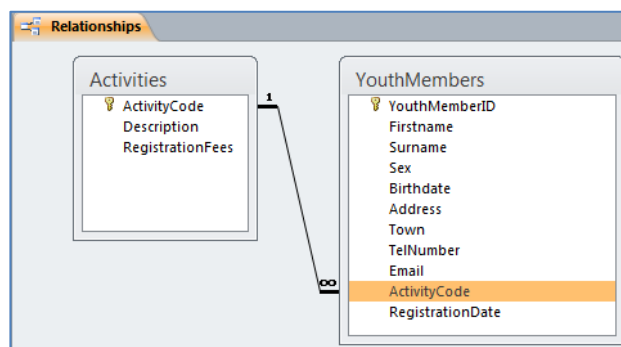 Relationships
Activities
ActivityCode
Description
RegistrationFees
1
∞
YouthMembers
YouthMemberID
Firstname
Surname
Sex
Birthdate
Address
Town
TelNumber
Email
ActivityCode
RegistrationDate